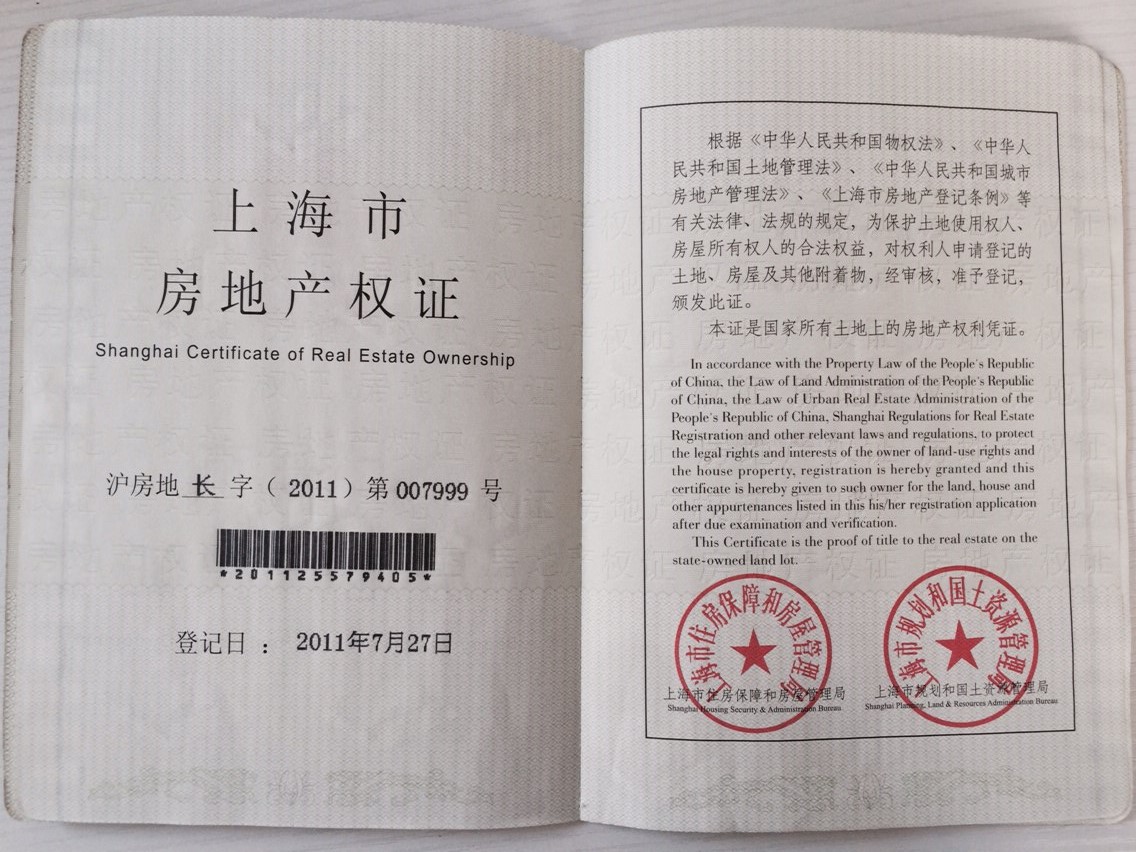 上海市
房地产权证
Shanghai Certificate of Real Estate Ownership
沪房地 长 字（2011）第 007999 号
*201125579405*
登记日： 2011年7月27日
根据《中华人民共和国物权法》、《中华人
民共和国土地管理法》、《中华人民共和国城市
房地产管理法》、《上海市房地产登记条例》等
有关法律、法规的规定，为保护土地使用权人、
房屋所有权人的合法权益，对权利人申请登记的
土地、房屋及其他附着物，经审核，准予登记，
颁发此证。
本证是国家所有土地上的房地产权利凭证。
In accordance with the Property Law of the People's Republic
of China, the Law of Land Administration of the People's Republic
of China, the Law of Urban Real Estate Administration of the
People's Republic of China, Shanghai Regulations for Real Estate
Registration and other relevant laws and regulations, to protect
the legal rights and interests of the owner of land-use rights and
the house property, registration is hereby granted and this
certificate is hereby given to such owner for the land, house and
other appurtenances listed in this his/her registration application
after due examination and verification.
This Certificate is the proof of title to the real estate on the
state-owned land lot.
上海市住房保障和房屋管理局
上海市规划和国土资源管理局
上海市住房保障和房屋管理局
Shanghai Housing Security & Administration Bureau
上海市规划和国土资源管理局
Shanghai Planning, Land & Resources Administration Bureau